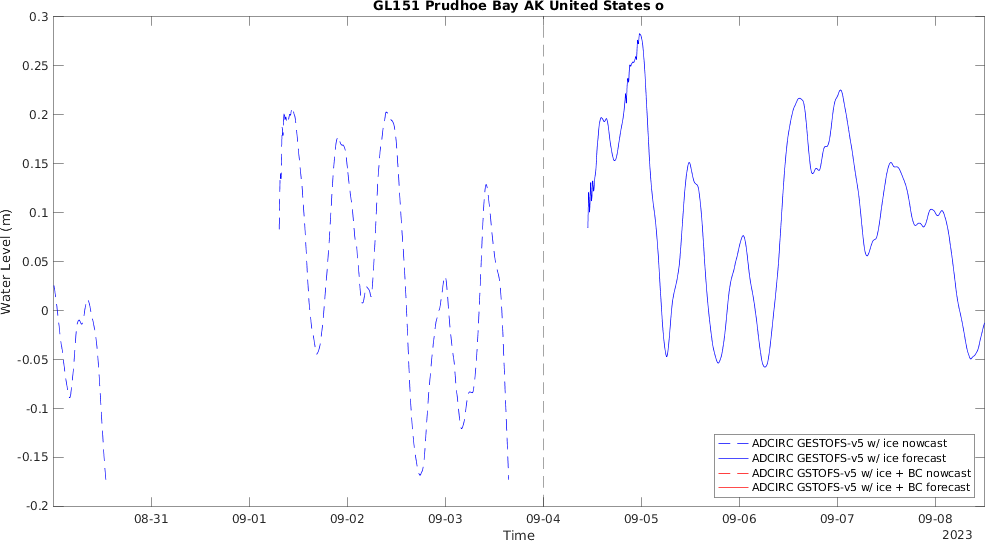 GL151 Prudhoe Bay AK United States o
0.3
0.25
0.2
0.15
0.1
0.05
0
-0.05
-0.1
-0.15
-0.2
Water Level (m)
ADCIRC GESTOFS-v5 w/ ice nowcast
ADCIRC GESTOFS-v5 w/ ice forecast
ADCIRC GSTOFS-v5 w/ ice + BC nowcast
ADCIRC GSTOFS-v5 w/ ice + BC forecast
08-31 09-01 09-02 09-03 09-04 09-05 09-06 09-07 09-08
Time
2023